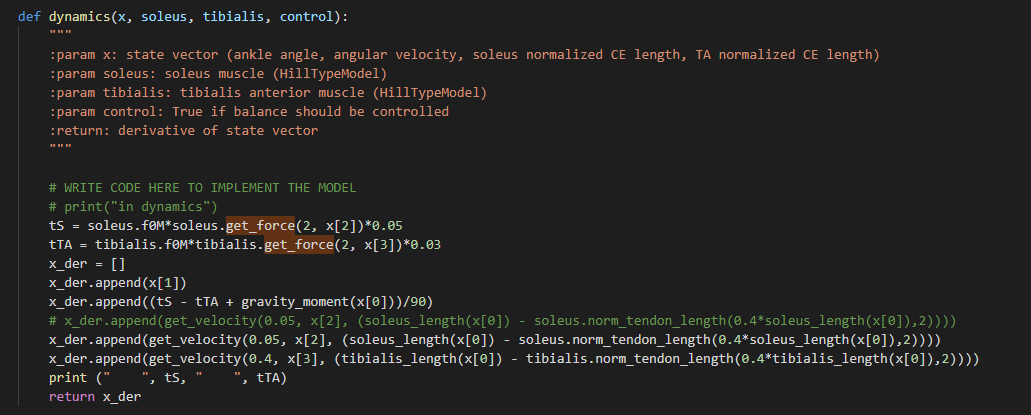 def dynamics(x, soleus, tibialis, control):
    """
    :param x: state vector (ankle angle, angular velocity, soleus normalized CE length, TA normalized CE length)
    :param soleus: soleus muscle (HillTypeModel)
    :param tibialis: tibialis anterior muscle (HillTypeModel)
    :param control: True if balance should be controlled
    :return: derivative of state vector
    """

    # WRITE CODE HERE TO IMPLEMENT THE MODEL
    # print("in dynamics")
    tS = soleus.f0M*soleus.get_force(2, x[2])*0.05
    tTA = tibialis.f0M*tibialis.get_force(2, x[3])*0.03
    x_der = []
    x_der.append(x[1])
    x_der.append((tS - tTA + gravity_moment(x[0]))/90)
    # x_der.append(get_velocity(0.05, x[2], (soleus_length(x[0]) - soleus.norm_tendon_length(0.4*soleus_length(x[0]),2))))
    x_der.append(get_velocity(0.05, x[2], (soleus_length(x[0]) - soleus.norm_tendon_length(0.4*soleus_length(x[0]),2))))
    x_der.append(get_velocity(0.4, x[3], (tibialis_length(x[0]) - tibialis.norm_tendon_length(0.4*tibialis_length(x[0]),2))))
    print ("    ", tS, "    ", tTA)
    return x_der